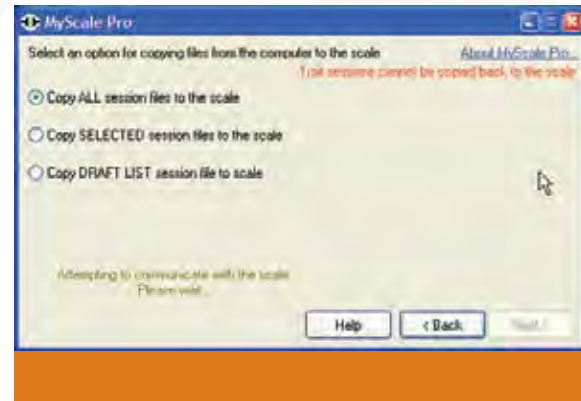 MyScale Pro
Select an option for copying files from the computer to the scale
About MyScale Pro...
Trait sessions cannot be copied back to the scale
Copy ALL session files to the scale
Copy SELECTED session files to the scale
Copy DRAFT LIST session file to scale
Attempting to communicate with the scale
Please wait...
Help
< Back
Next >